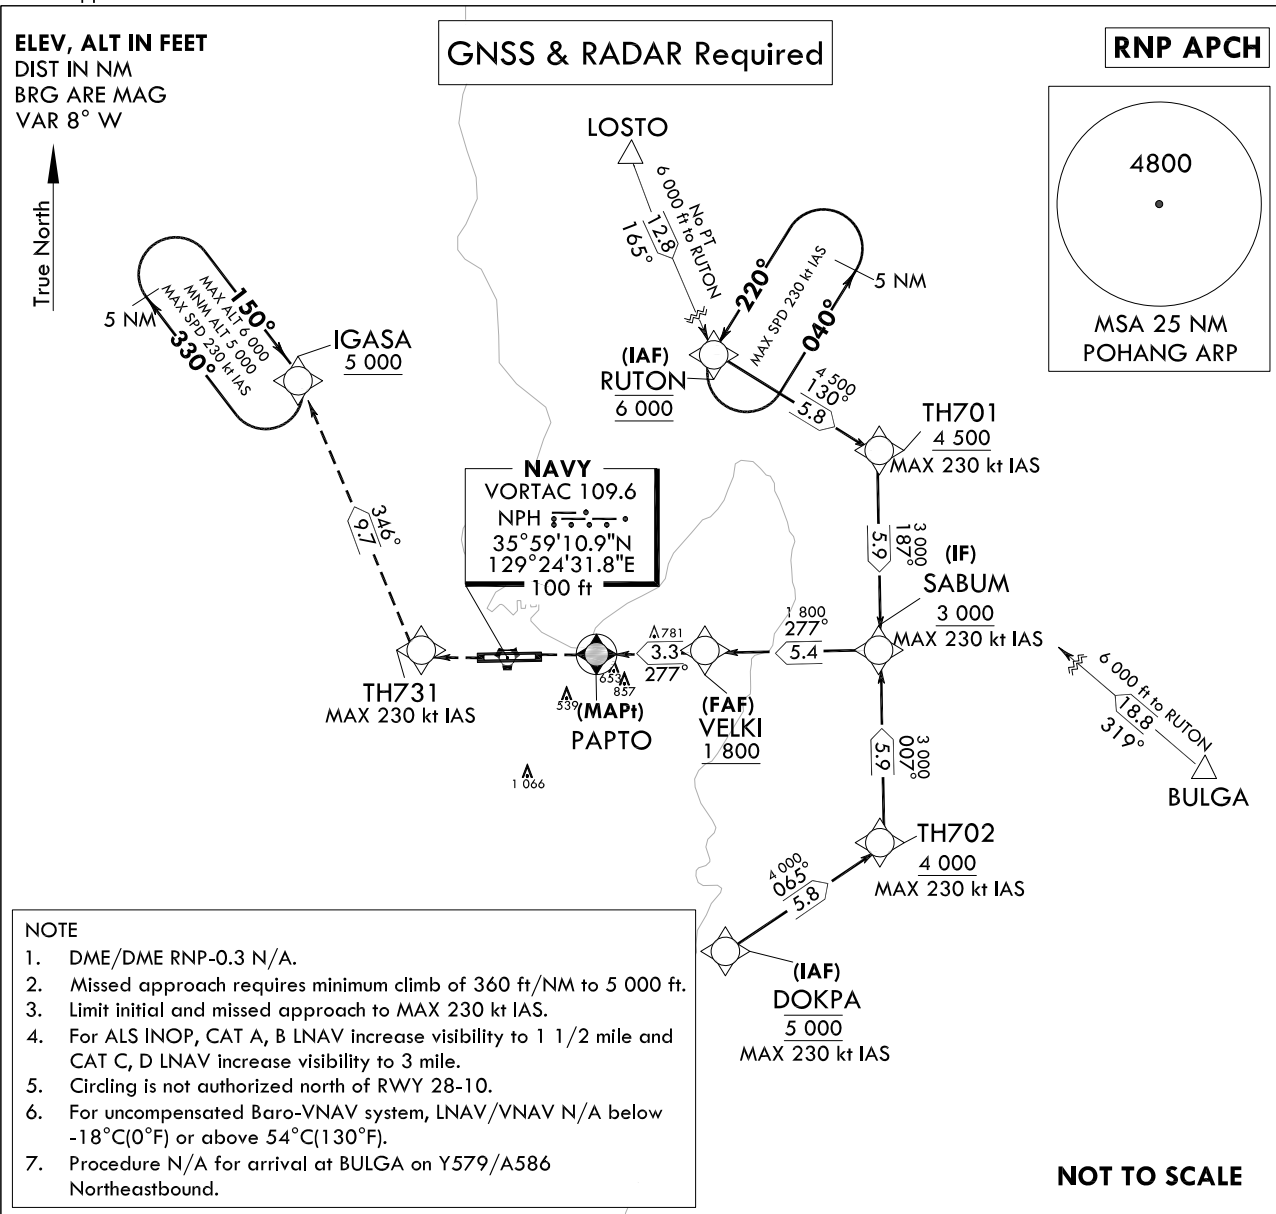 ELEV, ALT IN FEET
DIST IN NM
BRG ARE MAG
VAR 8° W
True North
GNSS & RADAR Required
RNP APCH
4800
MSA 25 NM
POHANG ARP
LOSTO
No PT
6 000 ft to RUTON
12.8
165°
220°
MAX SPD 230 kt IAS
040°
5 NM
(IAF)
RUTON
6 000
4 500
130°
5.8
TH701
4 500
MAX 230 kt IAS
5 NM
150°
MAX ALT 6 000
MNM ALT 5 000
MAX SPD 230 kt IAS
330°
IGASA
5 000
346°
9.7
NAVY
VORTAC 109.6
NPH
35°59'10.9"N
129°24'31.8"E
100 ft
3 000
187°
5.9
(IF)
SABUM
3 000
MAX 230 kt IAS
1 800
277°
5.4
781
3.3
277°
653
857
539
1 066
TH731
MAX 230 kt IAS
(MAPt)
PAPTO
(FAF)
VELKI
1 800
6 000 ft to RUTON
18.8
319°
BULGA
3 000
007°
5.9
TH702
4 000
MAX 230 kt IAS
4 000
065°
5.8
(IAF)
DOKPA
5 000
MAX 230 kt IAS
NOTE
1. DME/DME RNP-0.3 N/A.
2. Missed approach requires minimum climb of 360 ft/NM to 5 000 ft.
3. Limit initial and missed approach to MAX 230 kt IAS.
4. For ALS INOP, CAT A, B LNAV increase visibility to 1 1/2 mile and
CAT C, D LNAV increase visibility to 3 mile.
5. Circling is not authorized north of RWY 28-10.
6. For uncompensated Baro-VNAV system, LNAV/VNAV N/A below
-18°C(0°F) or above 54°C(130°F).
7. Procedure N/A for arrival at BULGA on Y579/A586
Northeastbound.
NOT TO SCALE